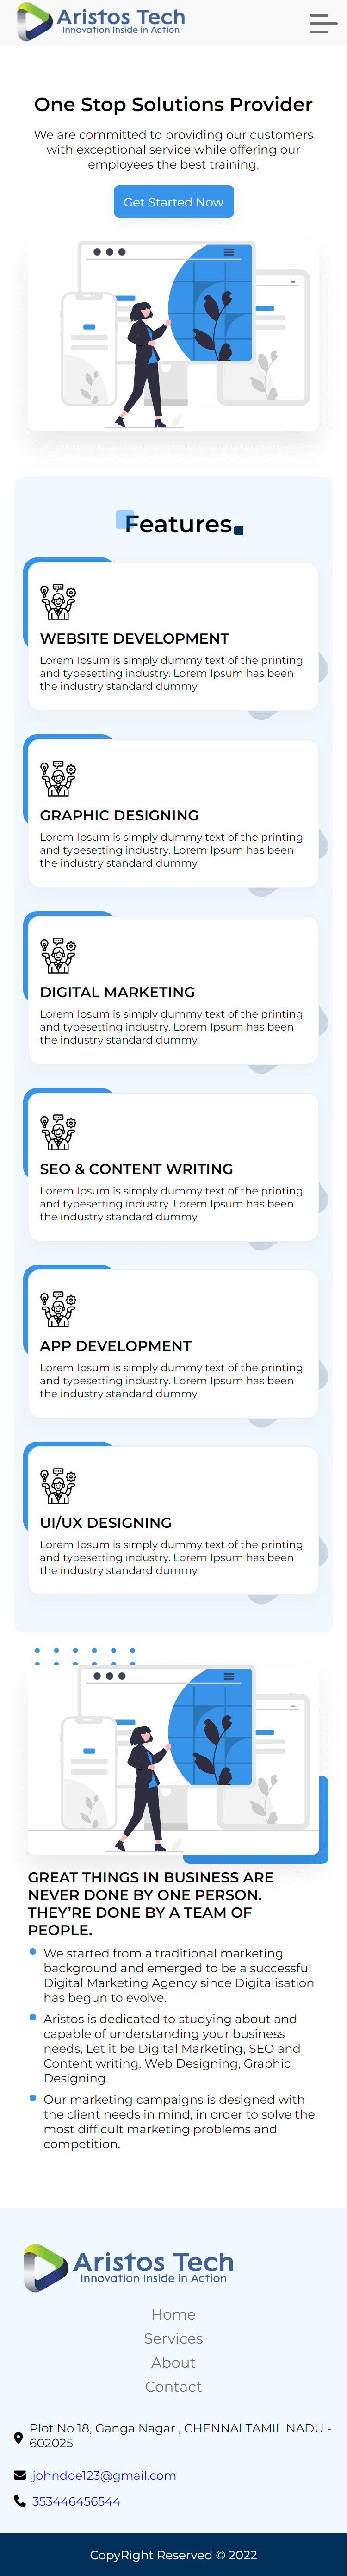 Aristos Tech
Innovation Inside in Action
One Stop Solutions Provider
We are committed to providing our customers
with exceptional service while offering our
employees the best training.
Get Started Now
Features
WEBSITE DEVELOPMENT
Lorem Ipsum is simply dummy text of the printing
and typesetting industry. Lorem Ipsum has been
the industry standard dummy
GRAPHIC DESIGNING
Lorem Ipsum is simply dummy text of the printing
and typesetting industry. Lorem Ipsum has been
the industry standard dummy
DIGITAL MARKETING
Lorem Ipsum is simply dummy text of the printing
and typesetting industry. Lorem Ipsum has been
the industry standard dummy
SEO & CONTENT WRITING
Lorem Ipsum is simply dummy text of the printing
and typesetting industry. Lorem Ipsum has been
the industry standard dummy
APP DEVELOPMENT
Lorem Ipsum is simply dummy text of the printing
and typesetting industry. Lorem Ipsum has been
the industry standard dummy
UI/UX DESIGNING
Lorem Ipsum is simply dummy text of the printing
and typesetting industry. Lorem Ipsum has been
the industry standard dummy
GREAT THINGS IN BUSINESS ARE
NEVER DONE BY ONE PERSON.
THEY’RE DONE BY A TEAM OF
PEOPLE.
We started from a traditional marketing
background and emerged to be a successful
Digital Marketing Agency since Digitalisation
has begun to evolve.
Aristos is dedicated to studying about and
capable of understanding your business
needs, Let it be Digital Marketing, SEO and
Content writing, Web Designing, Graphic
Designing.
Our marketing campaigns is designed with
the client needs in mind, in order to solve the
most difficult marketing problems and
competition.
Aristos Tech
Innovation Inside in Action
Home
Services
About
Contact
Plot No 18, Ganga Nagar , CHENNAI TAMIL NADU -
602025
johndoe123@gmail.com
353446456544
CopyRight Reserved © 2022